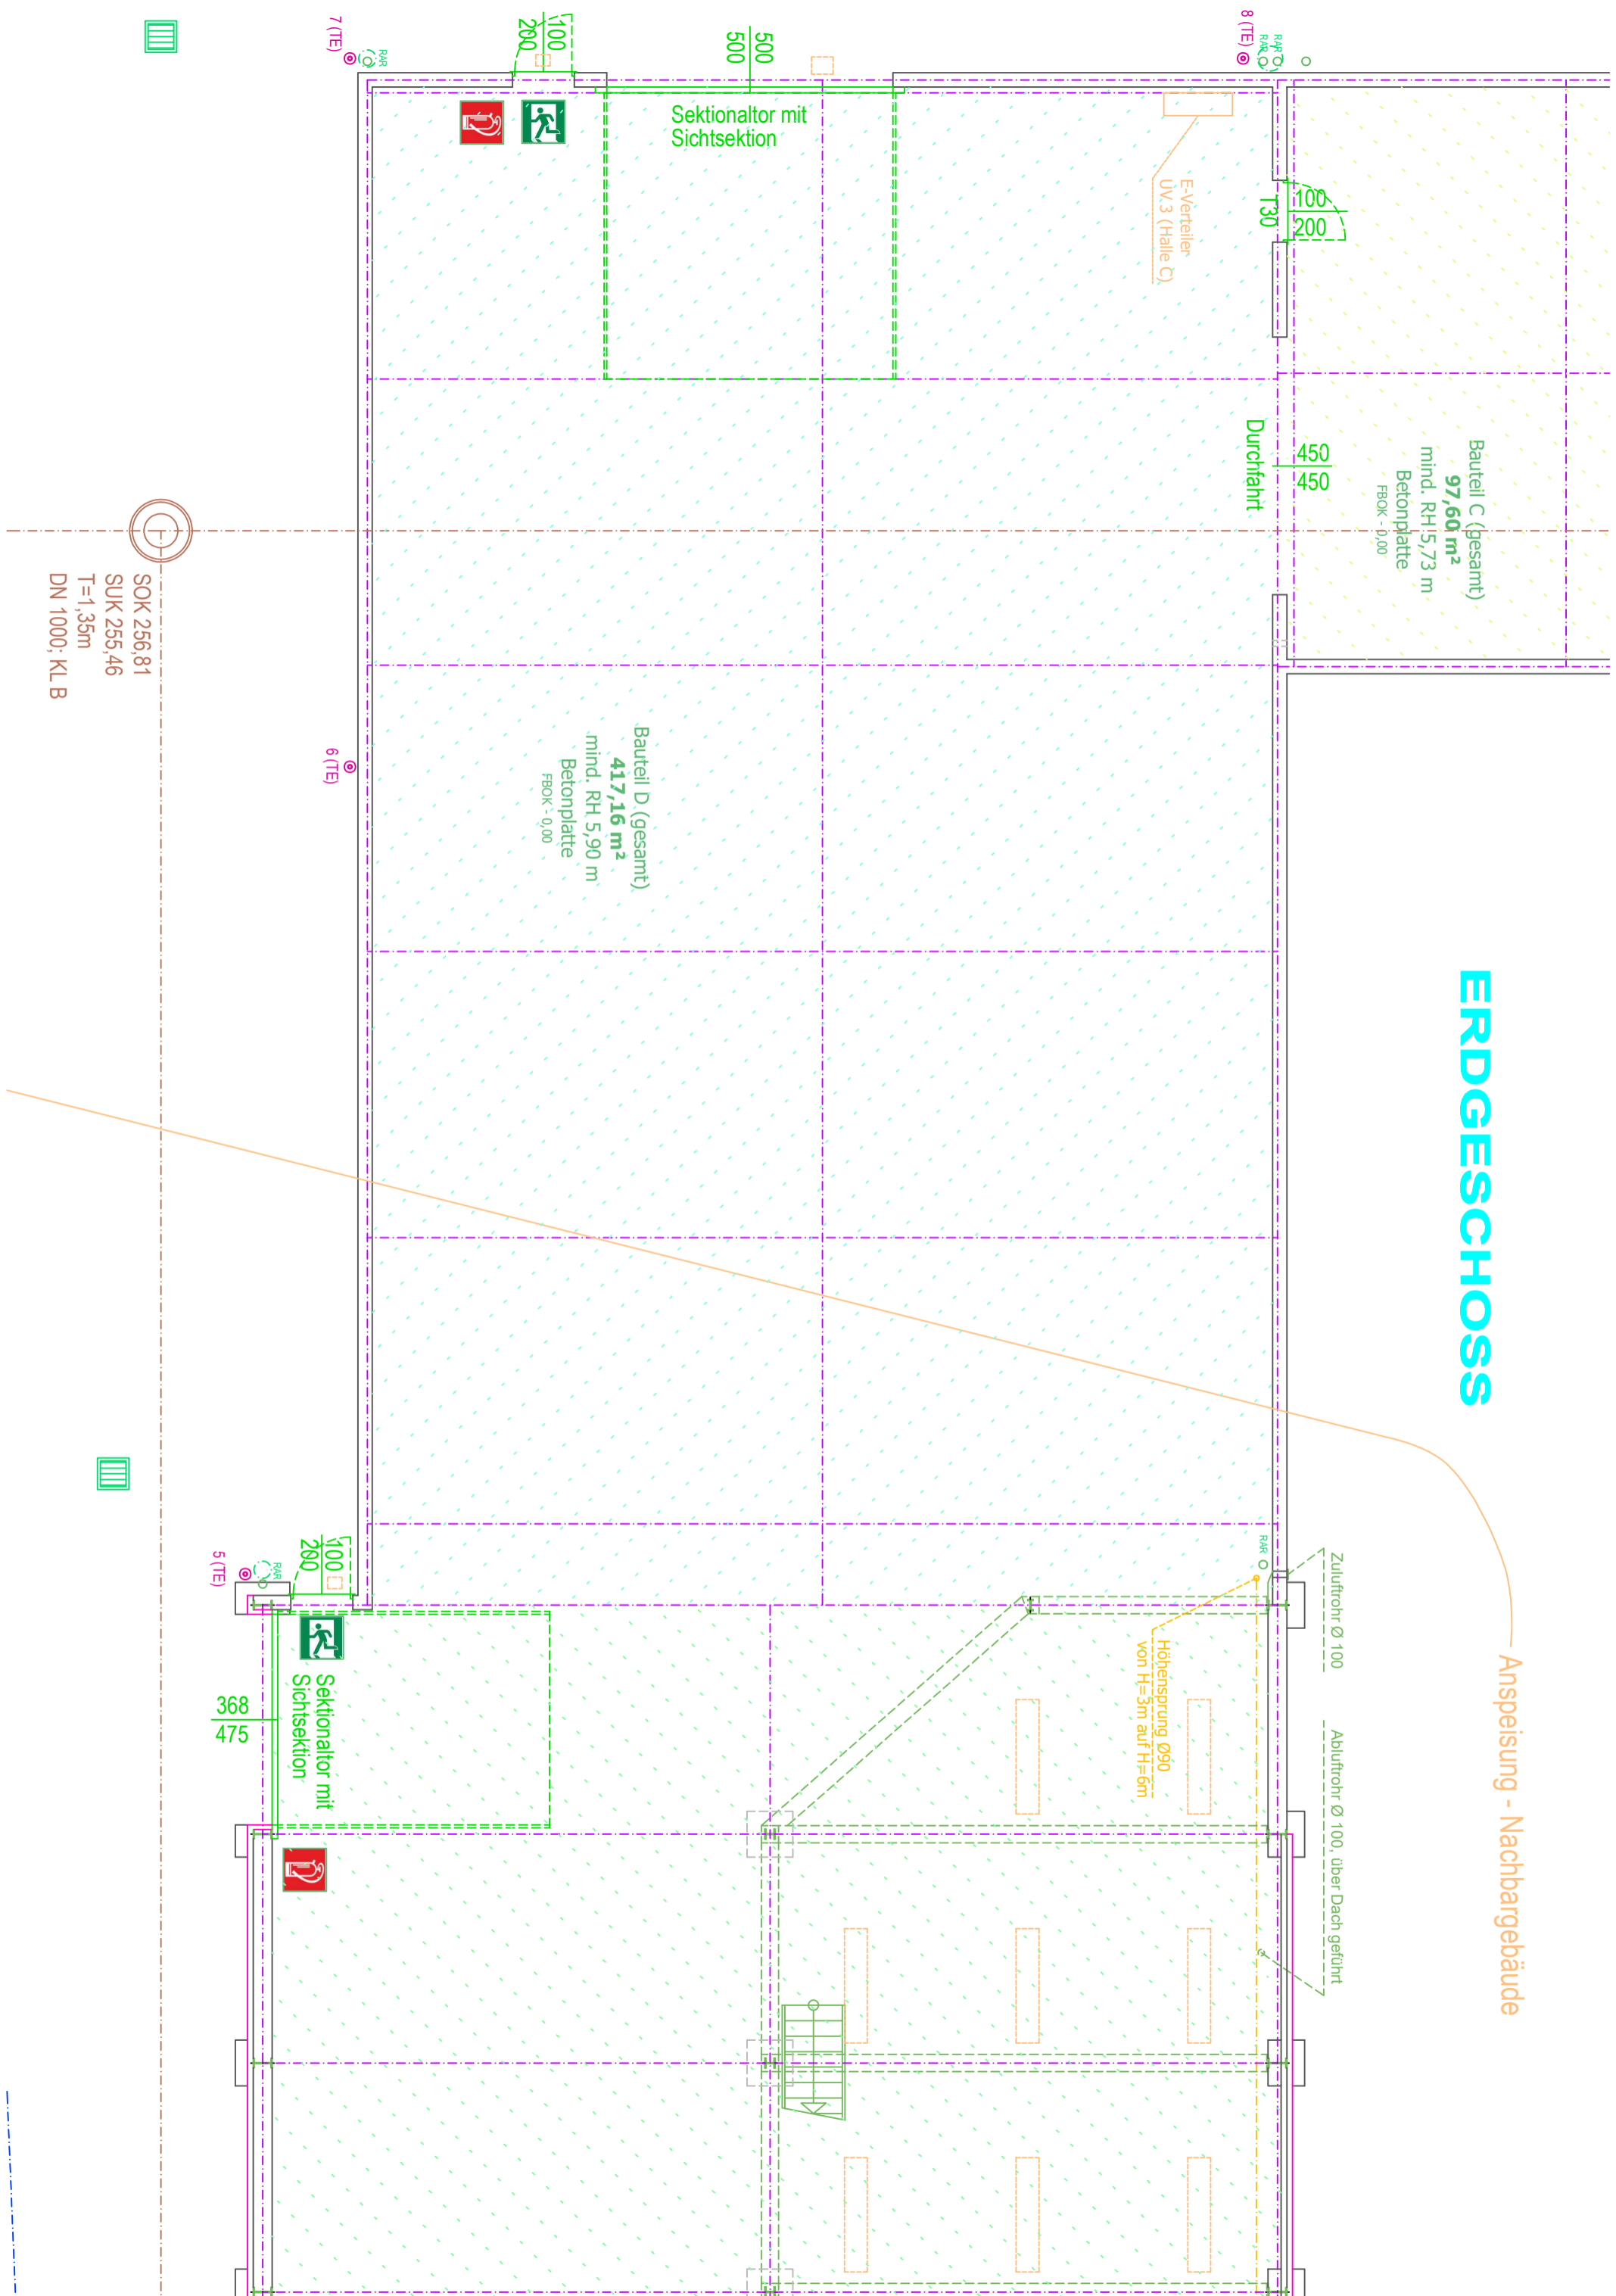 7 (TE)
RAR
100
200
500
500
Sektionaltor mit
Sichtsektion
8 (TE)
RAR
RAR
E-Verteiler
UV.3 (Halle C)
T30
100
200
Durchfahrt
450
450
Bauteil C (gesamt)
97,60 m²
mind. RH 5,73 m
Betonplatte
FBOK - 0,00
SOK 256,81
SUK 255,46
T=1,35m
DN 1000; KL B
6 (TE)
Bauteil D (gesamt)
417,16 m²
mind. RH 5,90 m
Betonplatte
FBOK - 0,00
ERDGESCHOSS
5 (TE)
RAR
100
200
Sektionaltor mit
Sichtsektion
368
475
RAR
Zuluftrohr Ø 100
Höhensprung Ø90
von H=3m auf H=6m
Abluftrohr Ø 100, über Dach geführt
Anspeisung - Nachbargebäude